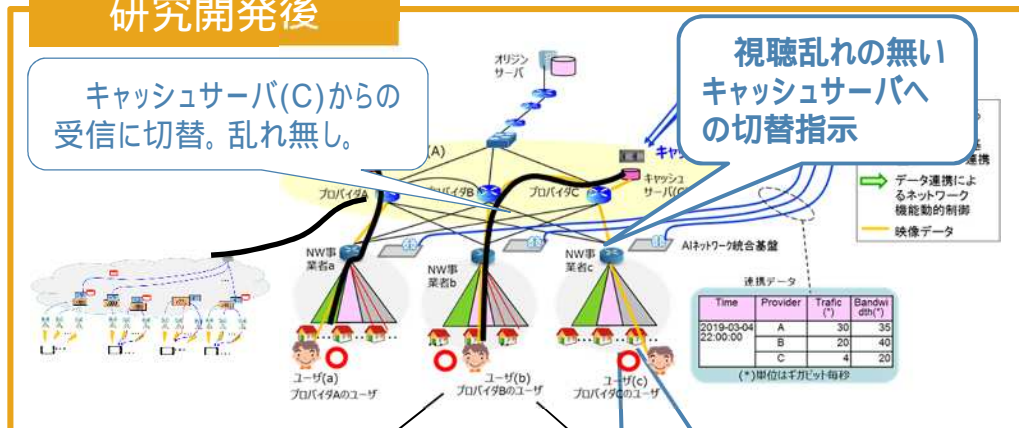 研究開発後
オリジン
サーバ
キャッシュサーバ(C)からの
受信に切替。乱れ無し。
視聴乱れの無い
キャッシュサーバへ
の切替指示
(A)
キャッ
キャッシュ
サーバ(C)
プロバイダA
プロバイダB
プロバイダC
連携
データ連携によ
るネットワーク
機能動的制御
映像データ
NW事
業者a
NW事
業者b
NW事
業者c
AIネットワーク統合基盤
連携データ
Time Provider Trafic (*) Bandwi dth(*)
2019-03-04 22:00:00 A 30 35
B 20 40
C 4 20
(*)単位はギガビット毎秒
ユーザ(a)
プロバイダAのユーザ
ユーザ(b)
プロバイダBのユーザ
ユーザ(c)
プロバイダCのユーザ